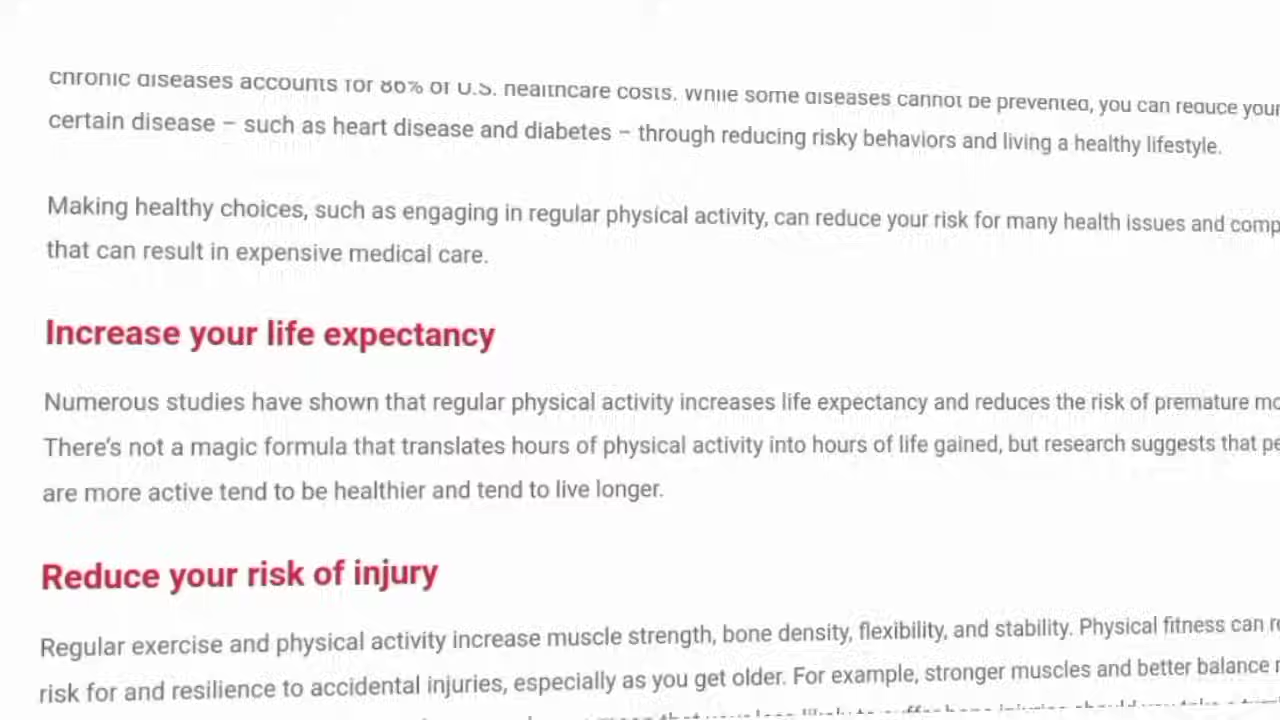 chronic diseases accounts for 86% of U.S. healthcare costs. While some diseases cannot be prevented, you can reduce your
certain disease – such as heart disease and diabetes – through reducing risky behaviors and living a healthy lifestyle.
Making healthy choices, such as engaging in regular physical activity, can reduce your risk for many health issues and comp
that can result in expensive medical care.
Increase your life expectancy
Numerous studies have shown that regular physical activity increases life expectancy and reduces the risk of premature mo
There's not a magic formula that translates hours of physical activity into hours of life gained, but research suggests that pe
are more active tend to be healthier and tend to live longer.
Reduce your risk of injury
Regular exercise and physical activity increase muscle strength, bone density, flexibility, and stability. Physical fitness can re
risk for and resilience to accidental injuries, especially as you get older. For example, stronger muscles and better balance